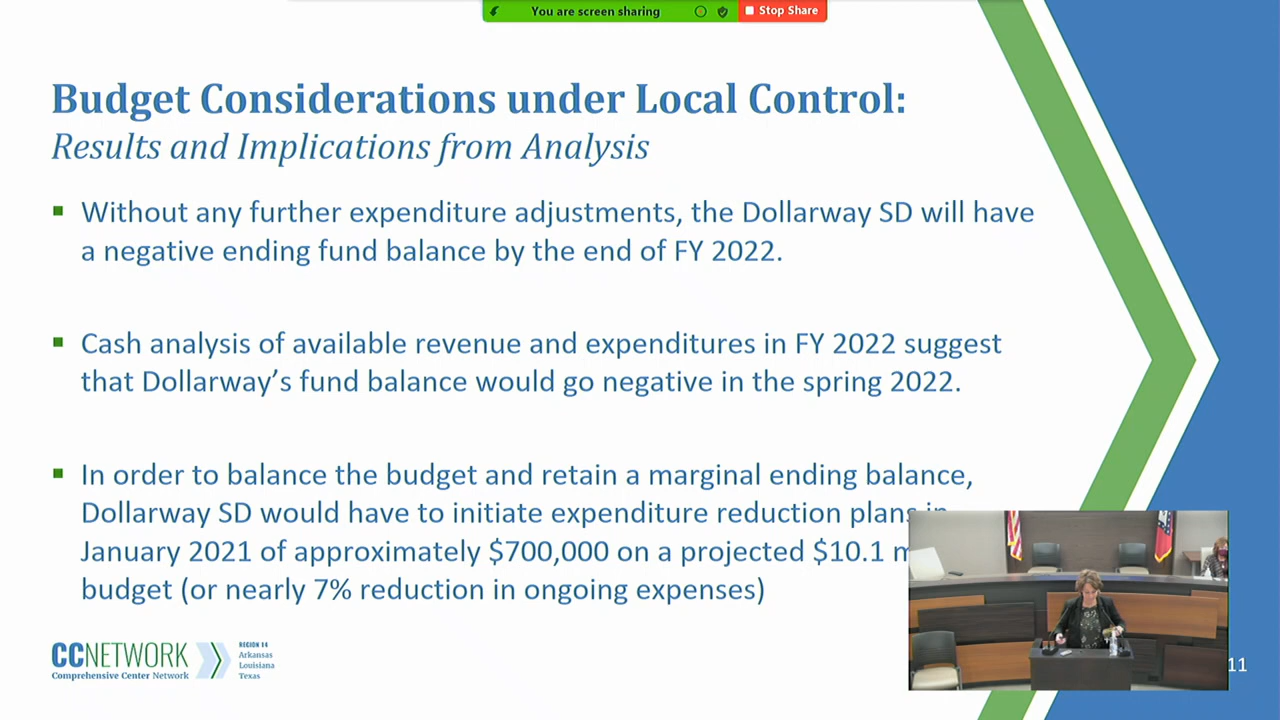 You are screen sharing
Stop Share
Budget Considerations under Local Control:
Results and Implications from Analysis
Without any further expenditure adjustments, the Dollarway SD will have
a negative ending fund balance by the end of FY 2022.
Cash analysis of available revenue and expenditures in FY 2022 suggest
that Dollarway's fund balance would go negative in the spring 2022.
In order to balance the budget and retain a marginal ending balance,
Dollarway SD would have to initiate expenditure reduction plans in
January 2021 of approximately $700,000 on a projected $10.1
budget (or nearly 7% reduction in ongoing expenses)
CCNETWORK
Comprehensive Center Network
REGION 14
Arkansas
Louisiana
Texas
11